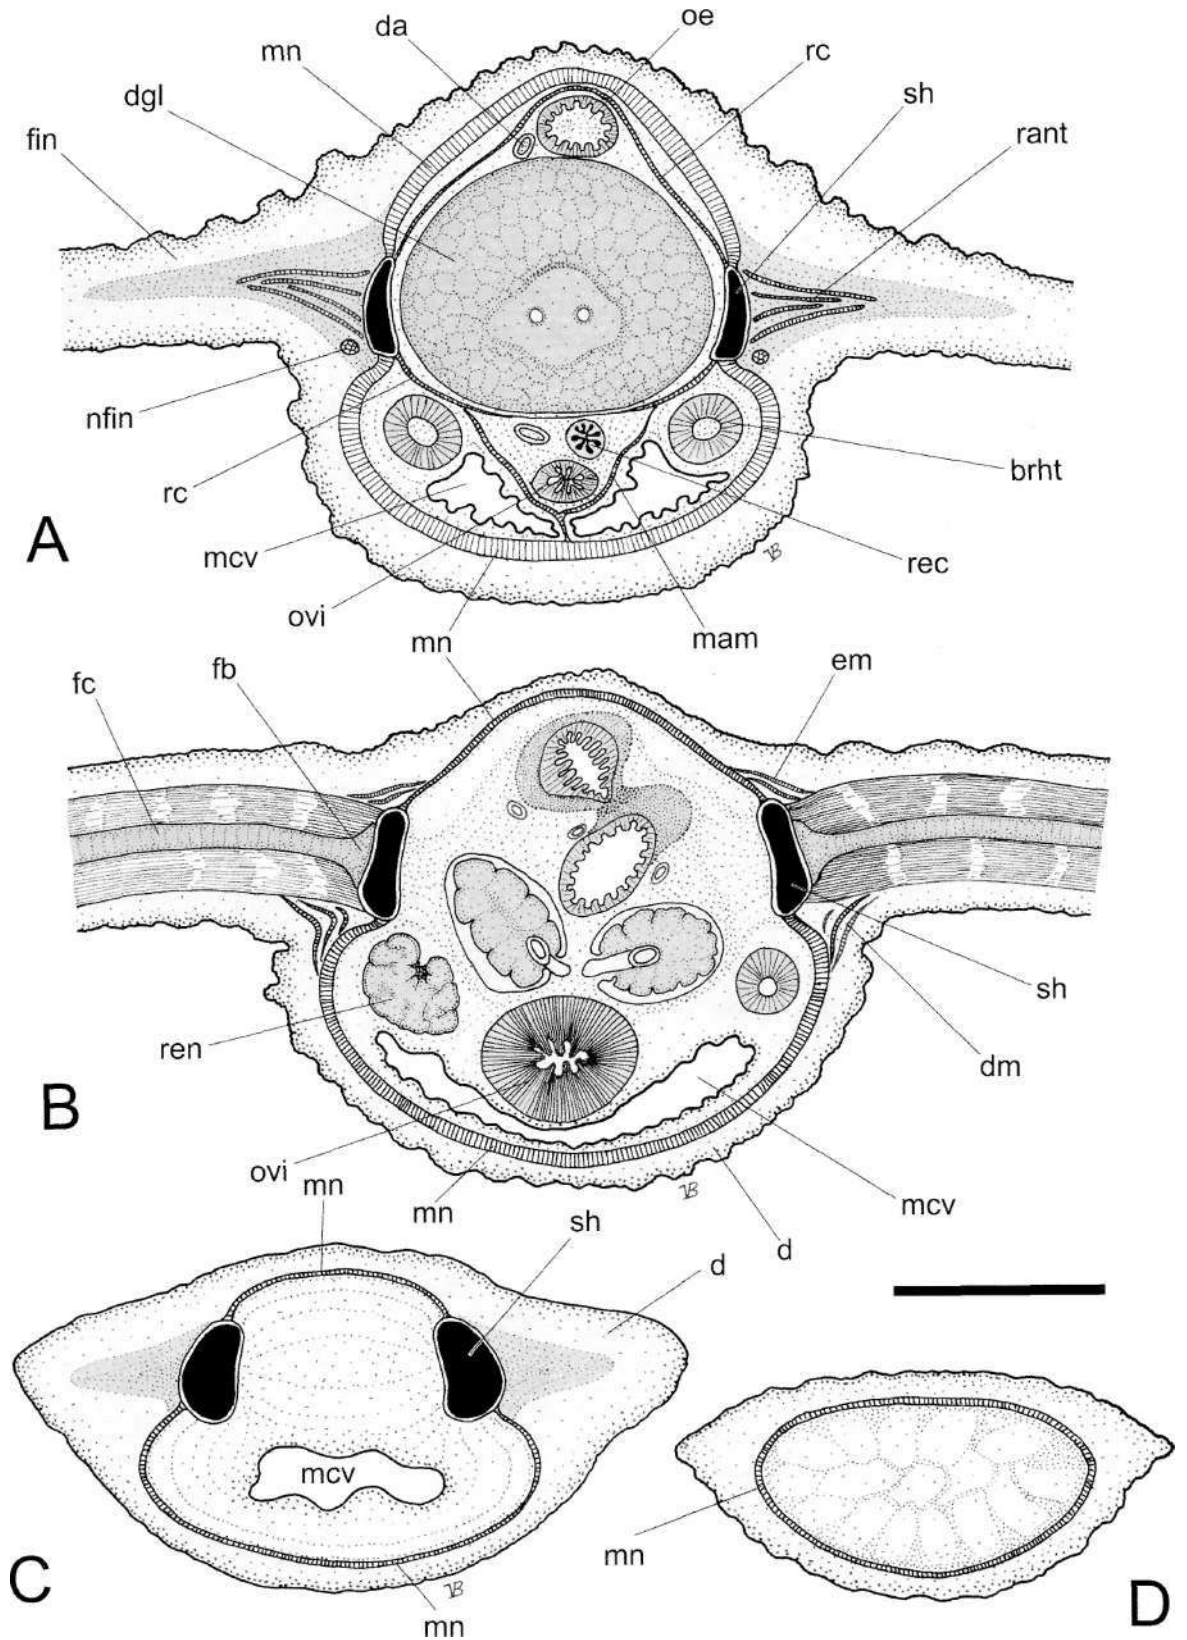 da
oe
mn
rc
dgl
sh
fin
rant
nfin
rc
brht
A
mcv
rec
ovi
mn
mam
fb
em
fc
ren
sh
dm
B
ovi
mn
mn
mcv
sh
d
d
mcv
mn
C
mn
D